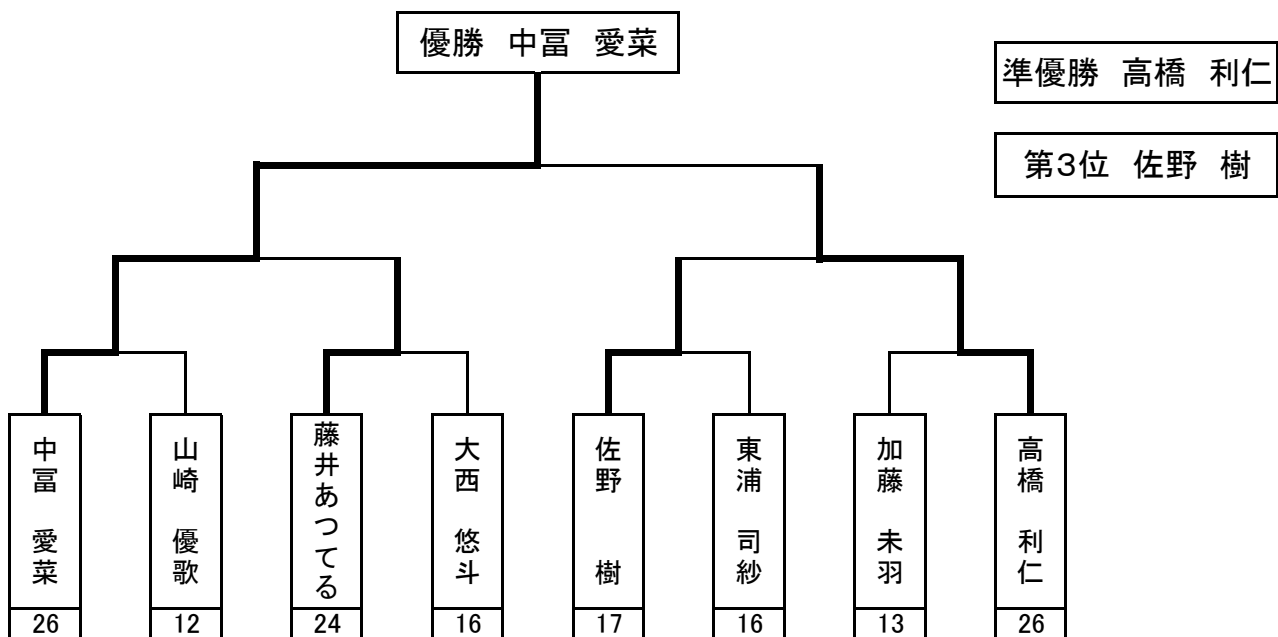 優勝 中冨 愛菜
準優勝 高橋 利仁
第3位 佐野 樹
中冨 愛菜
山崎 優歌
藤井あつてる
大西 悠斗
佐野 樹
東浦 司紗
加藤 未羽
高橋 利仁
26
12
24
16
17
16
13
26